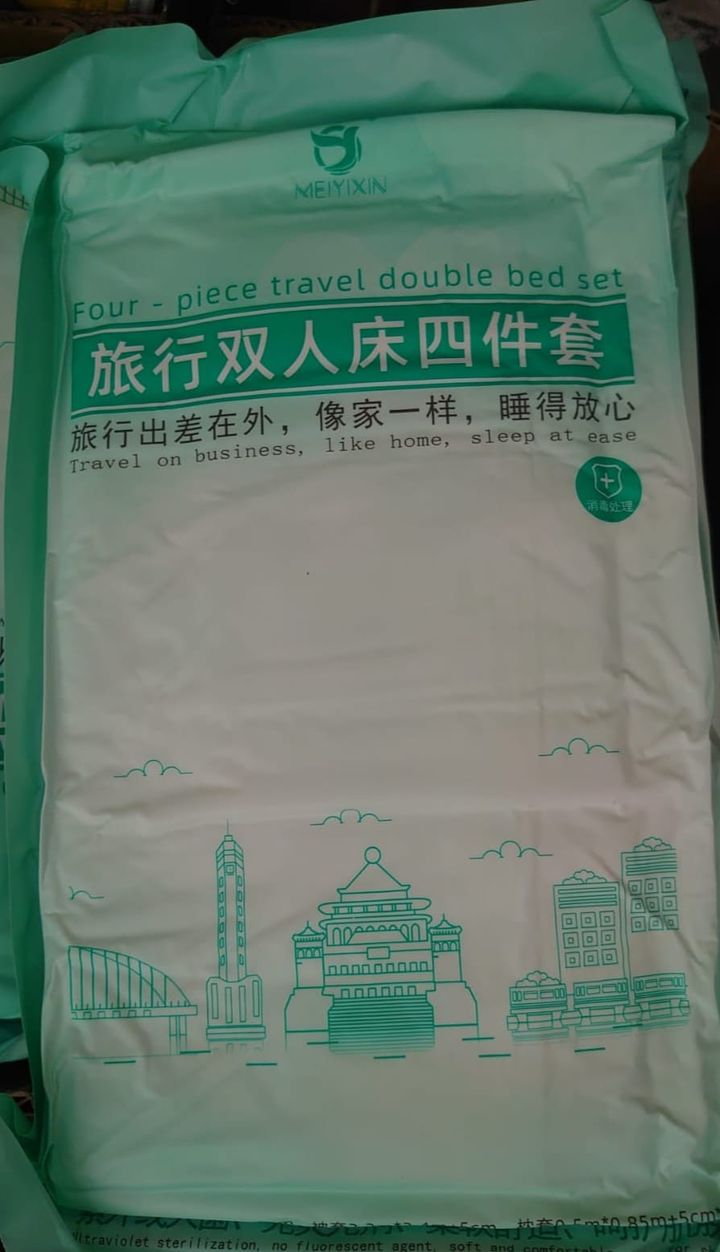 MEIYIXIN
Four - piece travel double bed set
旅行双人床四件套
旅行出差在外，像家一样，睡得放心
Travel on business, like home, sleep at ease
消毒处理
ltraviolet sterilization, no fluorescent agent, soft and